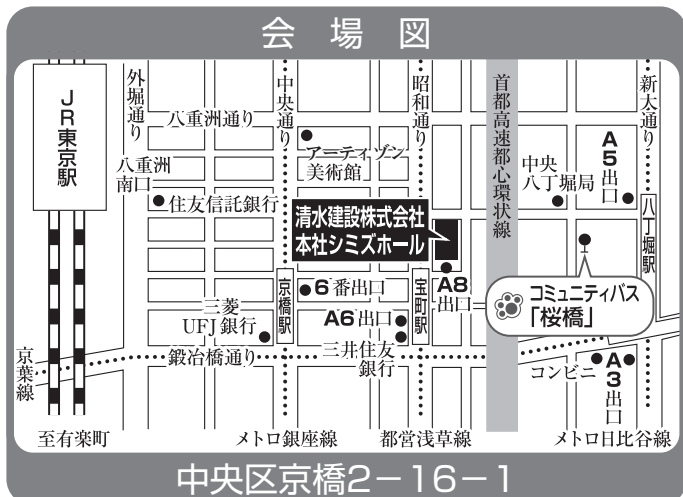 会場図
JR東京駅
外堀通り
中央通り
昭和通り
首都高速都心環状線
新大通り
八重洲通り
アーティゾン
美術館
中央
八丁堀局
A5出口
八重洲
南口
住友信託銀行
清水建設株式会社
本社シミズホール
八丁堀駅
京橋駅
6番出口
宝町駅
A8
出口
コミュニティバス
「桜橋」
三菱
UFJ銀行
A6出口
鍛冶橋通り
三井住友
銀行
コンビニ
A3出口
京葉線
至有楽町
メトロ銀座線
都営浅草線
メトロ日比谷線
中央区京橋2−16−1